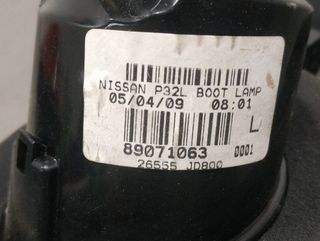 NISSAN P32L BOOT LAMP
05/04/09 08:01
L
89071063 0001
26555 JD800